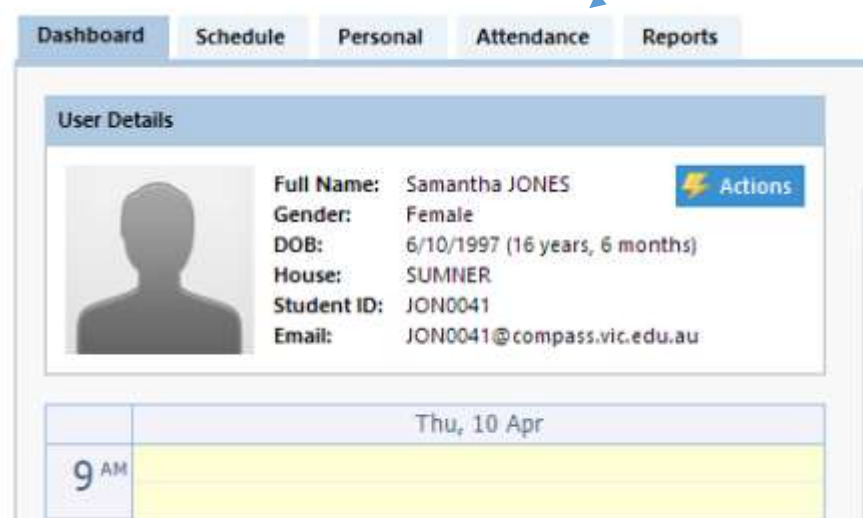 Dashboard Schedule Personal Attendance Reports
User Details
Full Name: Samantha JONES Actions
Gender: Female
DOB: 6/10/1997 (16 years, 6 months)
House: SUMNER
Student ID: JON0041
Email: JON0041@compass.vic.edu.au
Thu, 10 Apr
9 AM